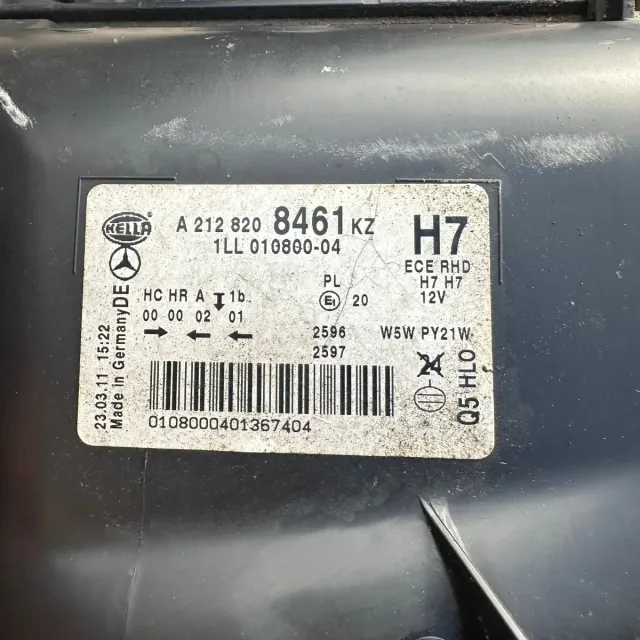 HELLA
A 212 820 8461 KZ
1LL 010800-04
H7
ECE RHD
H7 H7
12V
HC HR A 1b
00 00 02 01
PL
E1 20
2596
2597
W5W PY21W
24
0108000401367404
23.03.11 15:22
Made in Germany DE
Q5 HLO